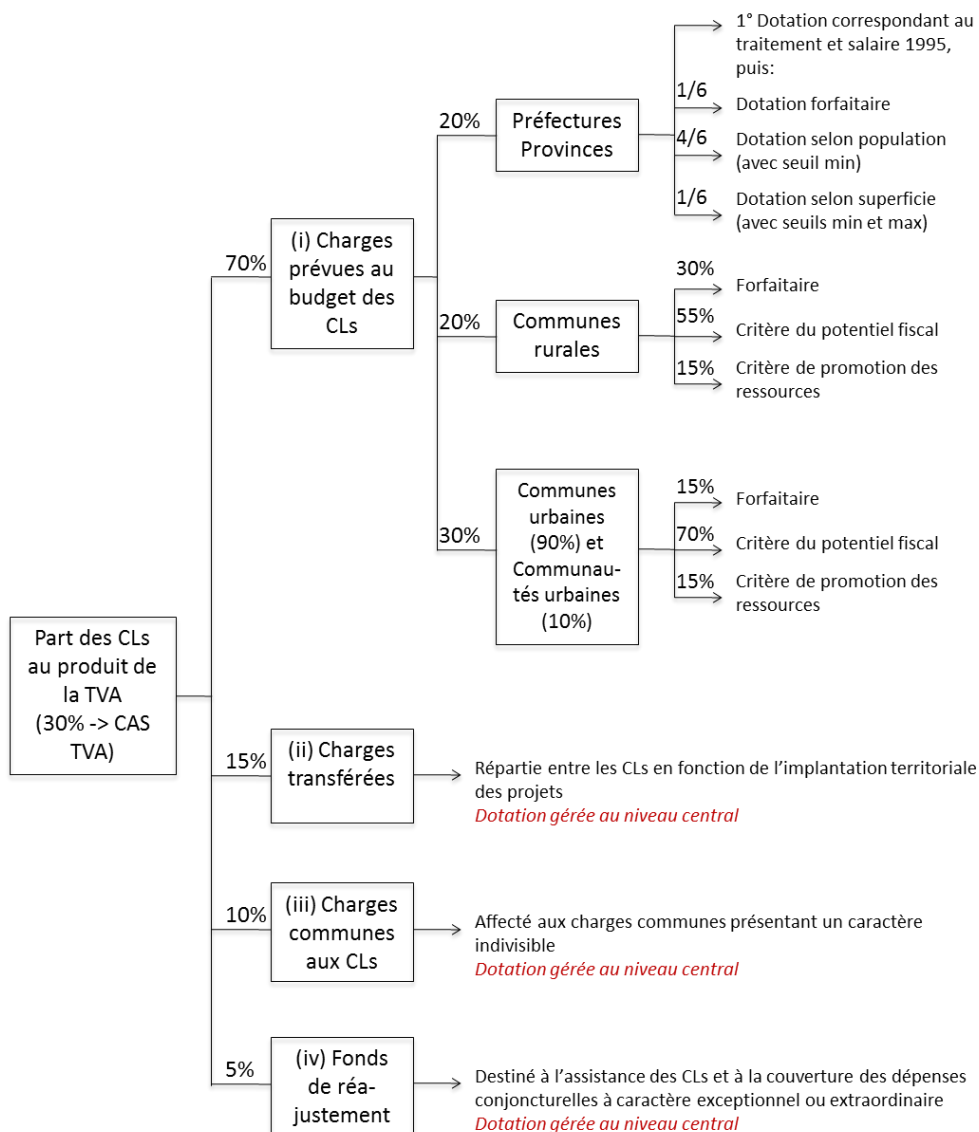 Part des CLs
au produit de
la TVA
(30% -> CAS
TVA)
70%
(i) Charges
prévues au
budget des
CLs
20%
Préfectures
Provinces
1° Dotation correspondant au
traitement et salaire 1995,
puis:
1/6
Dotation forfaitaire
4/6
Dotation selon population
(avec seuil min)
1/6
Dotation selon superficie
(avec seuils min et max)
20%
Communes
rurales
30%
Forfaitaire
55%
Critère du potentiel fiscal
15%
Critère de promotion des
ressources
30%
Communes
urbaines
(90%) et
Communau-
tés urbaines
(10%)
15%
Forfaitaire
70%
Critère du potentiel fiscal
15%
Critère de promotion des
ressources
15%
(ii) Charges
transférées
Répartie entre les CLs en fonction de l’implantation territoriale
des projets
Dotation gérée au niveau central
10%
(iii) Charges
communes
aux CLs
Affecté aux charges communes présentant un caractère
indivisible
Dotation gérée au niveau central
5%
(iv) Fonds
de réa-
justement
Destiné à l’assistance des CLs et à la couverture des dépenses
conjoncturelles à caractère exceptionnel ou extraordinaire
Dotation gérée au niveau central